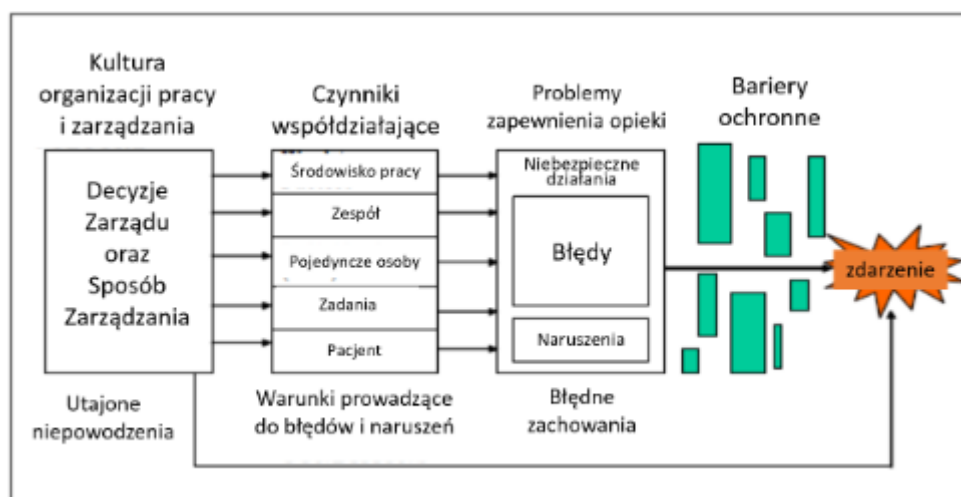 Kultura
organizacji pracy
i zarządzania
Decyzje
Zarządu
oraz
Sposób
Zarządzania
Utajone
niepowodzenia
Czynniki
współdziałające
Środowisko pracy
Zespół
Pojedyncze osoby
Zadania
Pacjent
Warunki prowadzące
do błędów i naruszeń
Problemy
zapewnienia opieki
Niebezpieczne
działania
Błędy
Naruszenia
Błędne
zachowania
Bariery
ochronne
zdarzenie